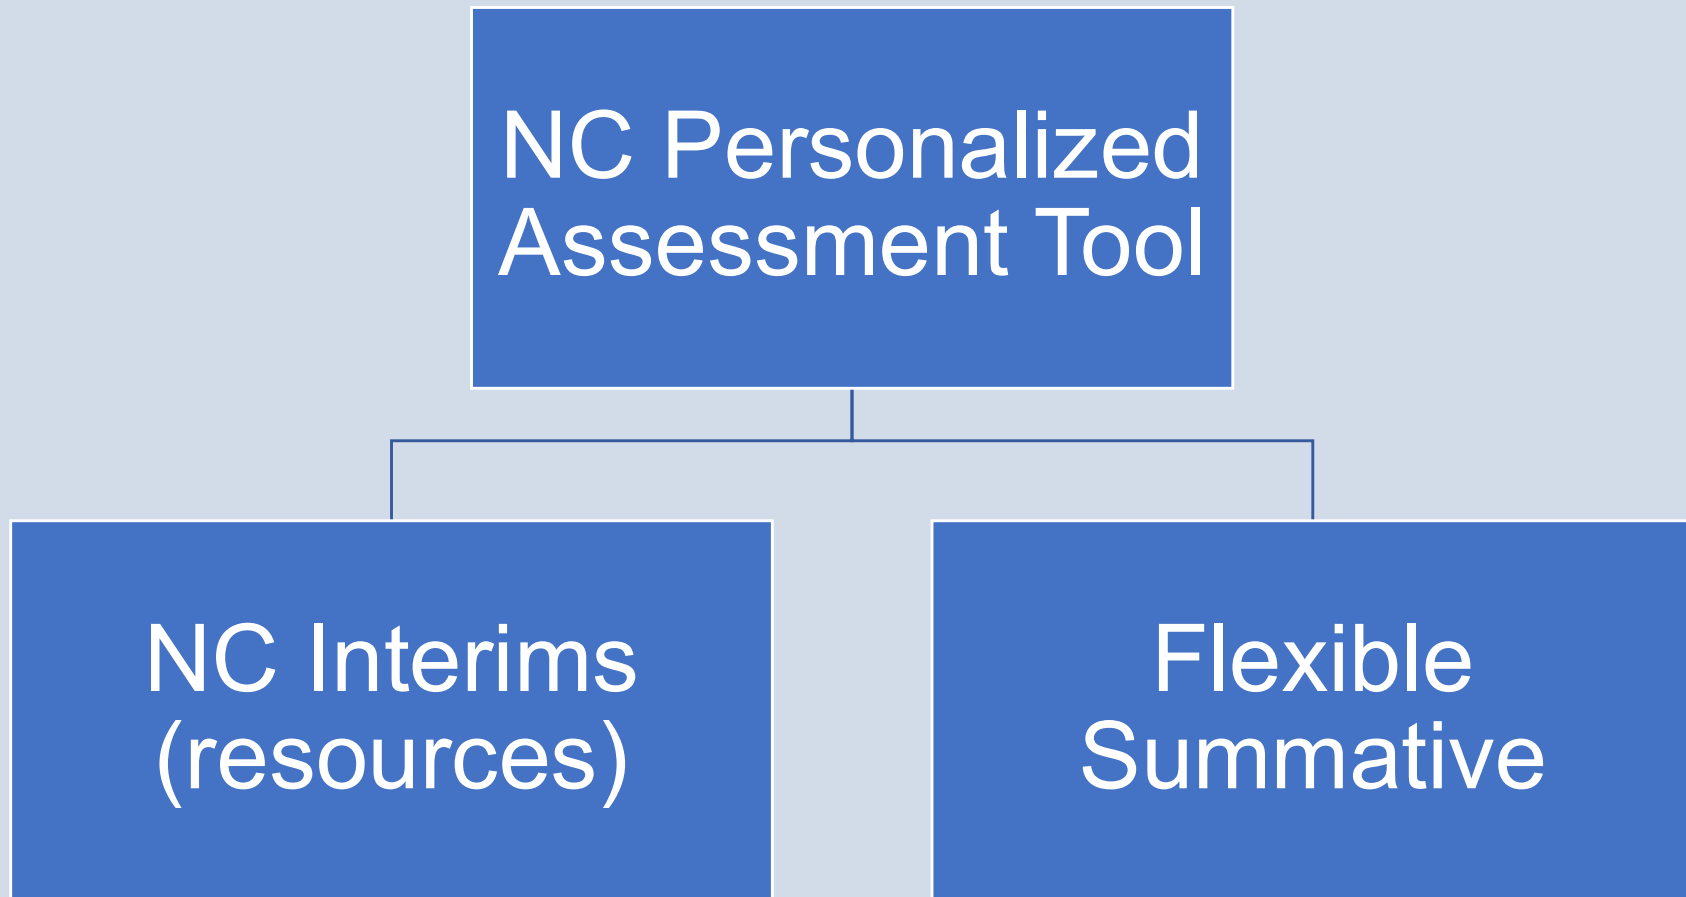 NC Personalized
Assessment Tool
NC Interims
(resources)
Flexible
Summative